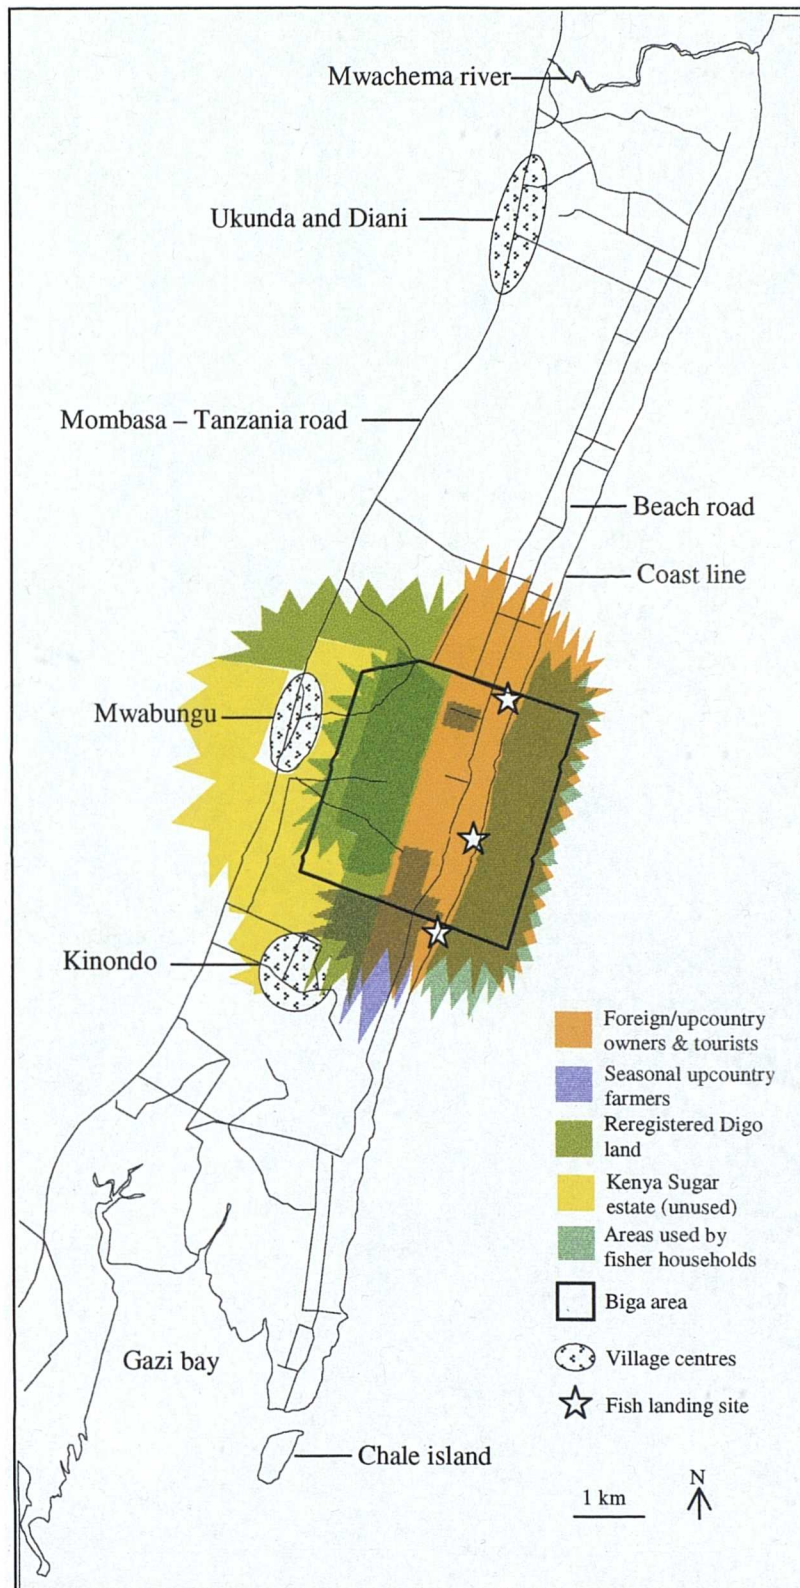 Mwachema river
Ukunda and Diani
Mombasa – Tanzania road
Beach road
Coast line
Mwabungu
Kinondo
Foreign/upcountry
owners & tourists
Seasonal upcountry
farmers
Reregistered Digo
land
Kenya Sugar
estate (unused)
Areas used by
fisher households
Biga area
Gazi bay
Village centres
Fish landing site
Chale island
N
1 km